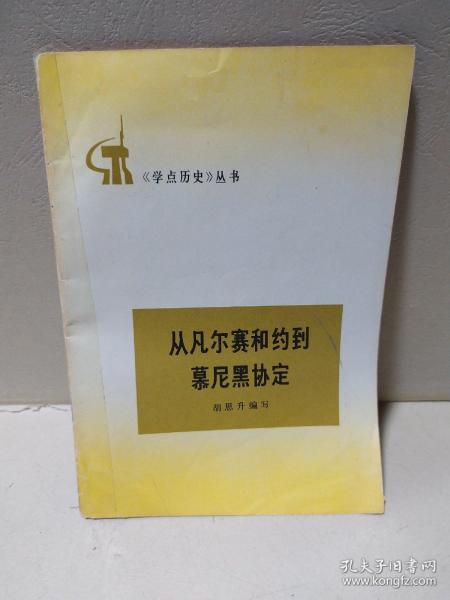 《学点历史》丛书
从凡尔赛和约到
慕尼黑协定
胡思升编写
孔夫子旧书网
www.kongfz.com